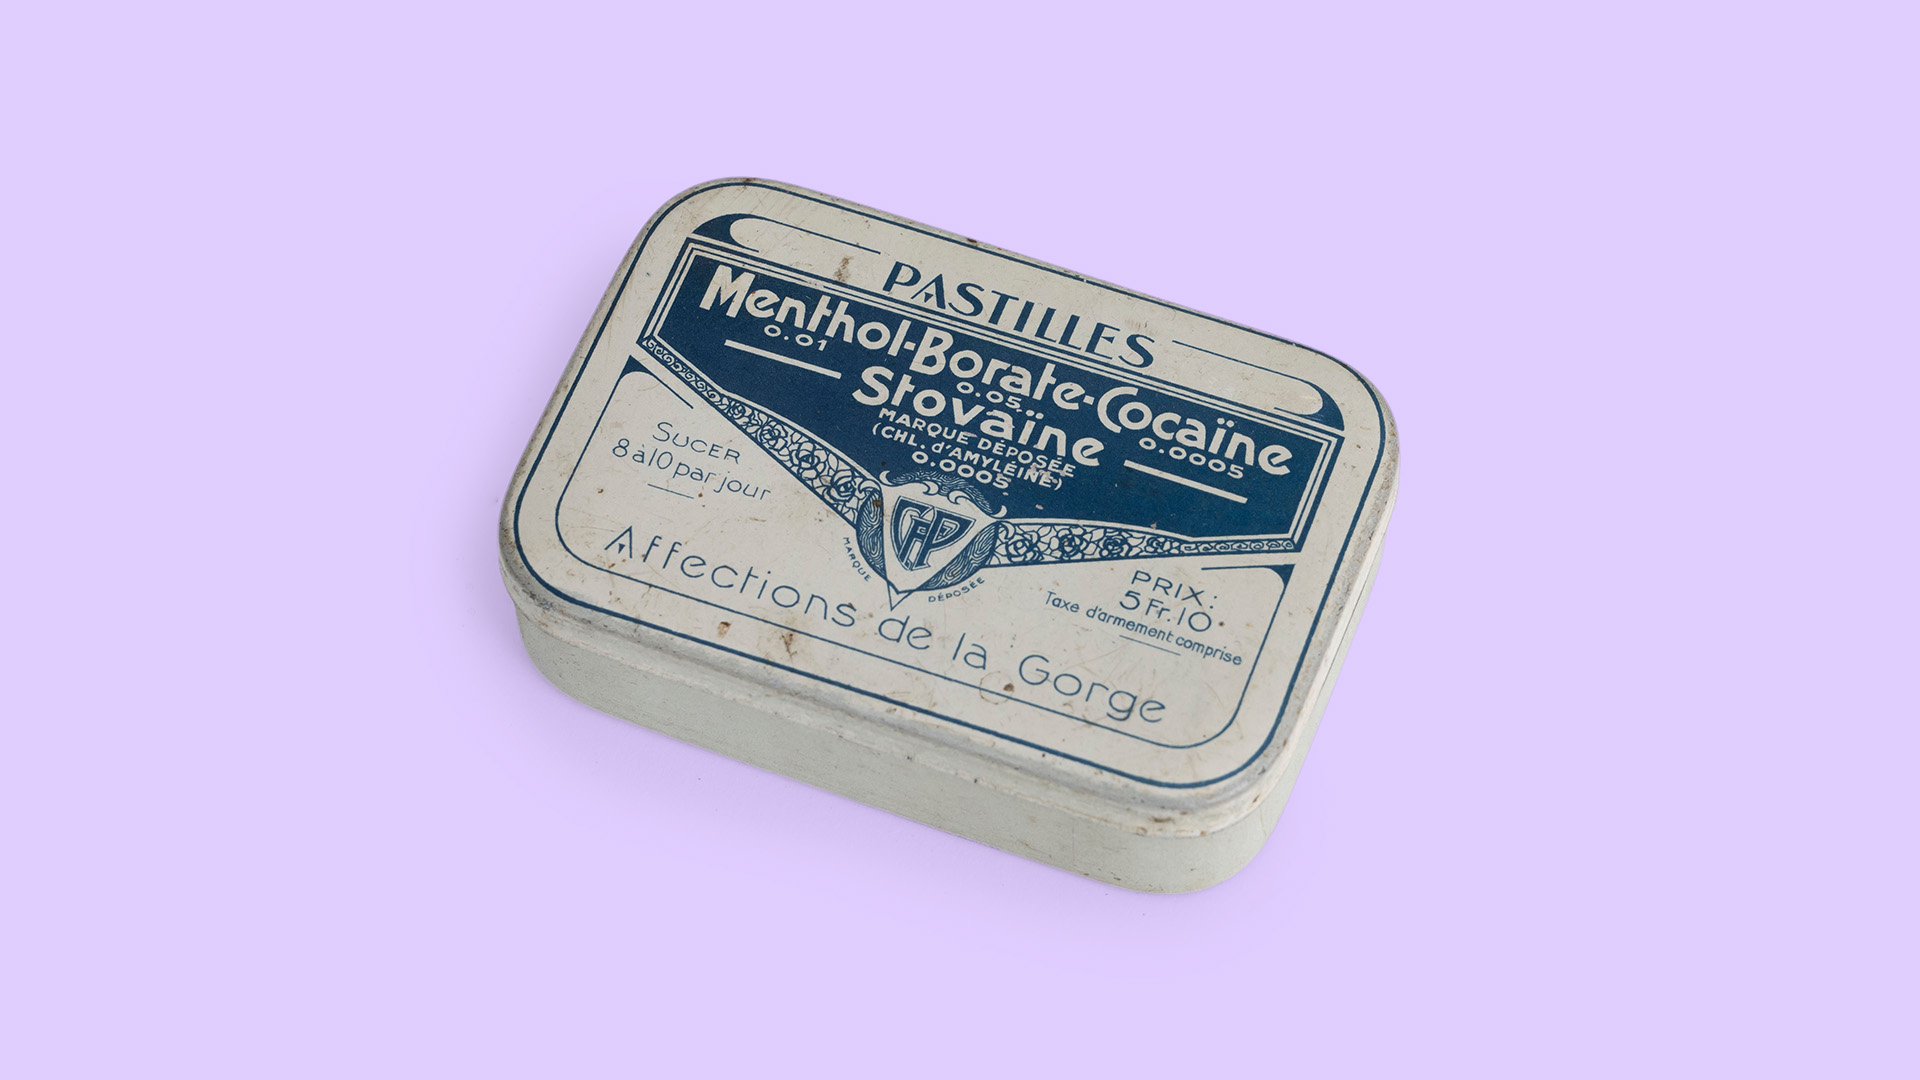 PASTILLES
Menthol-Borate-Cocaïne
0.01 0.05 0.0005
Stovaïne
MARQUE DÉPOSÉE
(CHL. d'AMYLÉINE)
0.0005
SUCER
8 à 10 par jour
CHP
MARQUE DÉPOSÉE
PRIX:
5 Fr. 10.
Taxe d'armement comprise
Affections de la Gorge